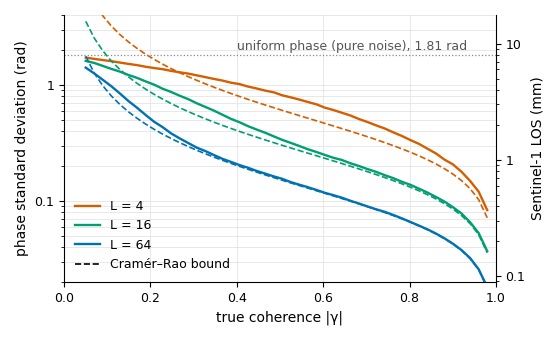 uniform phase (pure noise), 1.81 rad
phase standard deviation (rad)
1
0.1
L = 4
L = 16
L = 64
Cramér–Rao bound
0.0 0.2 0.4 0.6 0.8 1.0
true coherence |γ|
10
1
0.1
Sentinel-1 LOS (mm)